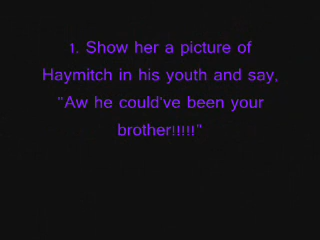 1. Show her a picture of
Haymitch in his youth and say,
"Aw he could've been your
brother!!!!!"